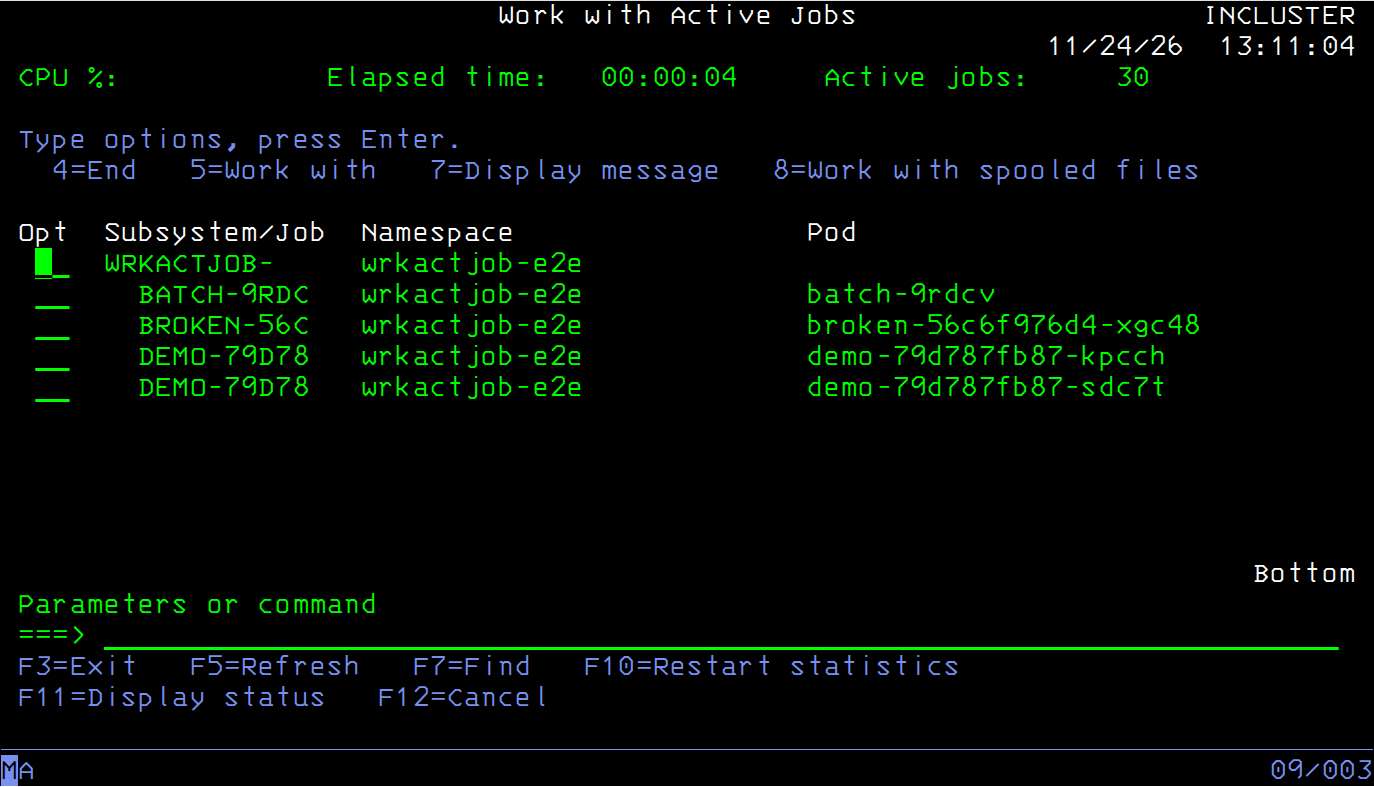 Work with Active Jobs INCLUSTER
11/24/26 13:11:04
CPU %: Elapsed time: 00:00:04 Active jobs: 30
Type options, press Enter.
4=End 5=Work with 7=Display message 8=Work with spooled files
Opt Subsystem/Job Namespace Pod
WRKACTJOB- wrkactjob-e2e
BATCH-9RDC wrkactjob-e2e batch-9rdcv
BROKEN-56C wrkactjob-e2e broken-56c6f976d4-xgc48
DEMO-79D78 wrkactjob-e2e demo-79d787fb87-kpcch
DEMO-79D78 wrkactjob-e2e demo-79d787fb87-sdc7t
Bottom
Parameters or command
===>
F3=Exit F5=Refresh F7=Find F10=Restart statistics
F11=Display status F12=Cancel
MA 09/003